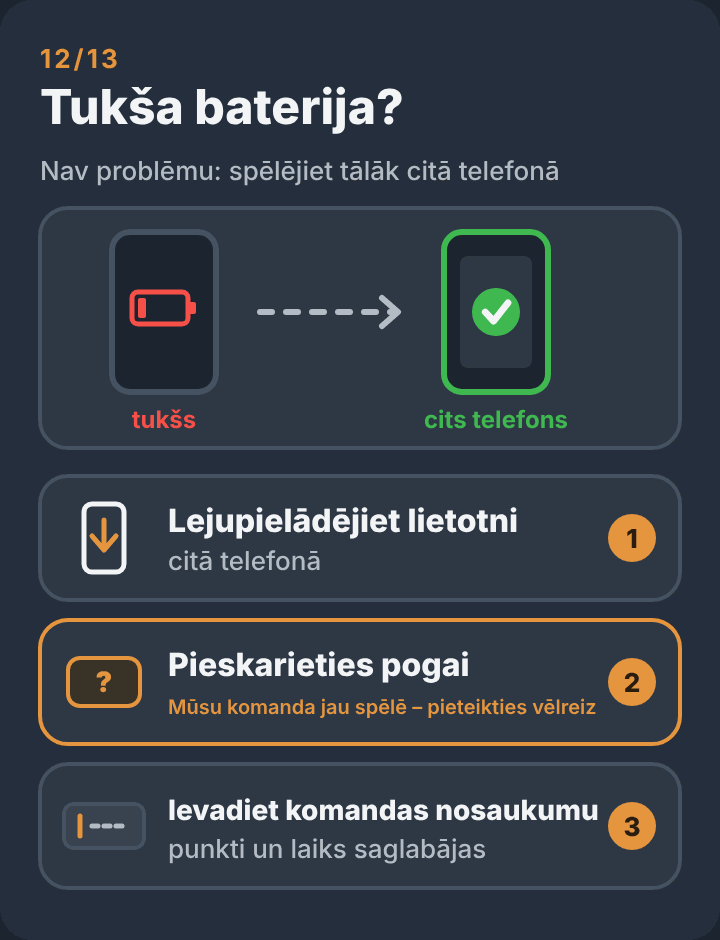 12/13
Tukša baterija?
Nav problēmu: spēlējiet tālāk citā telefonā
tukšs
cits telefons
Lejupielādējiet lietotni
citā telefonā
1
?
Pieskarieties pogai
Mūsu komanda jau spēlē – pieteikties vēlreiz
2
Ievadiet komandas nosaukumu
punkti un laiks saglabājas
3